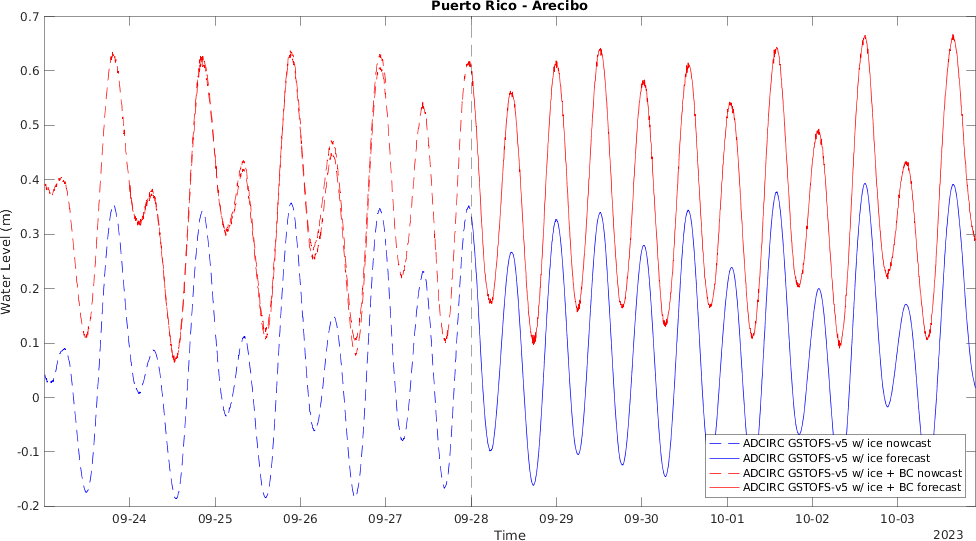 Puerto Rico - Arecibo
Water Level (m)
0.7
0.6
0.5
0.4
0.3
0.2
0.1
0
-0.1
-0.2
ADCIRC GSTOFS-v5 w/ ice nowcast
ADCIRC GSTOFS-v5 w/ ice forecast
ADCIRC GSTOFS-v5 w/ ice + BC nowcast
ADCIRC GSTOFS-v5 w/ ice + BC forecast
09-24 09-25 09-26 09-27 09-28 09-29 09-30 10-01 10-02 10-03
Time
2023